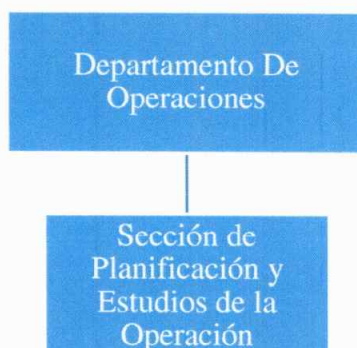 Departamento De
Operaciones
Sección de
Planificación y
Estudios de la
Operación